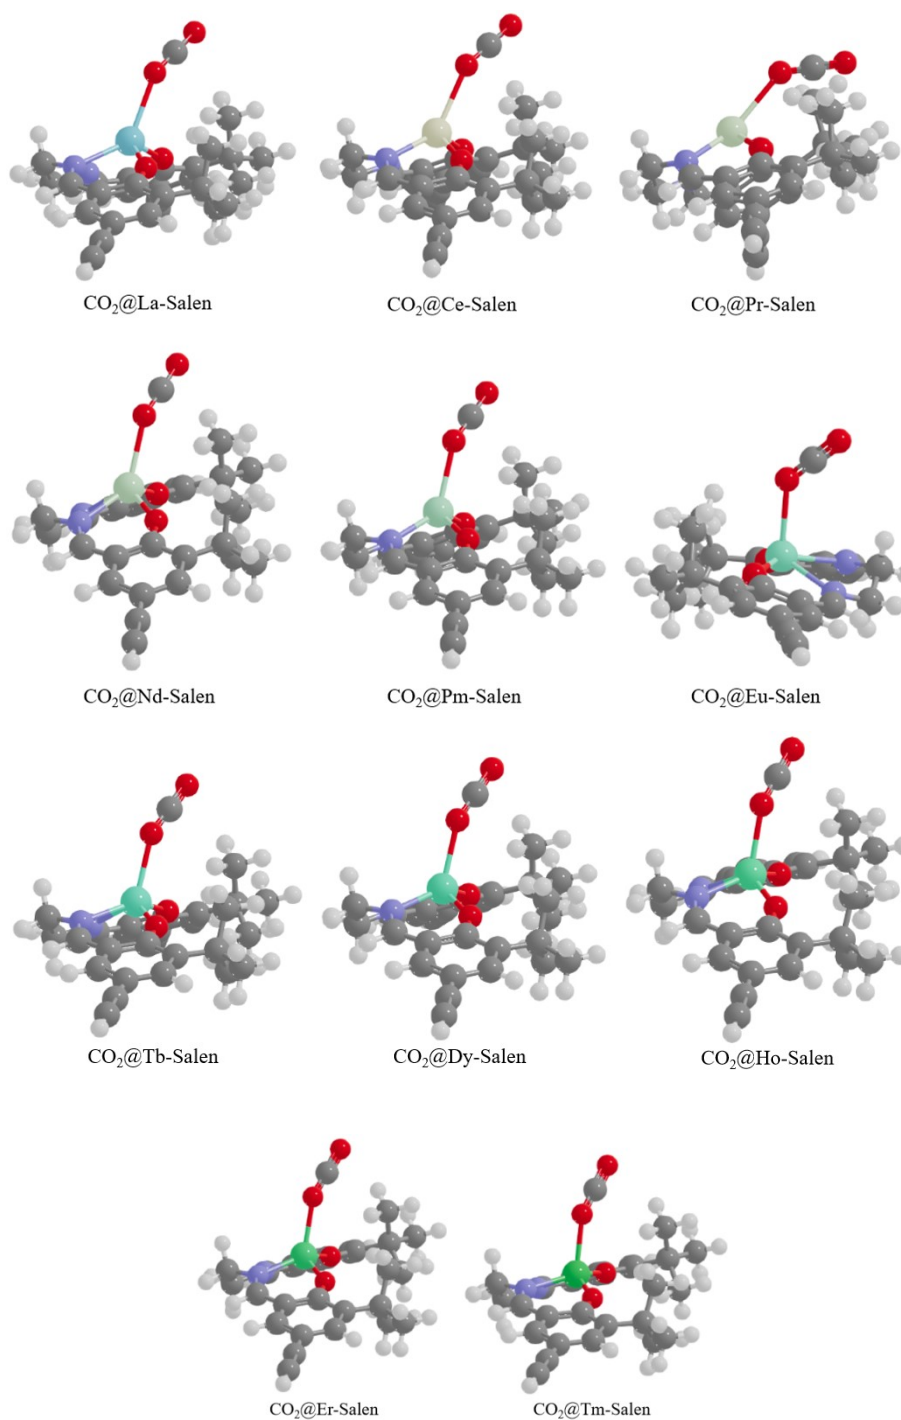 CO₂@La-Salen
CO₂@Ce-Salen
CO₂@Pr-Salen
CO₂@Nd-Salen
CO₂@Pm-Salen
CO₂@Eu-Salen
CO₂@Tb-Salen
CO₂@Dy-Salen
CO₂@Ho-Salen
CO₂@Er-Salen
CO₂@Tm-Salen